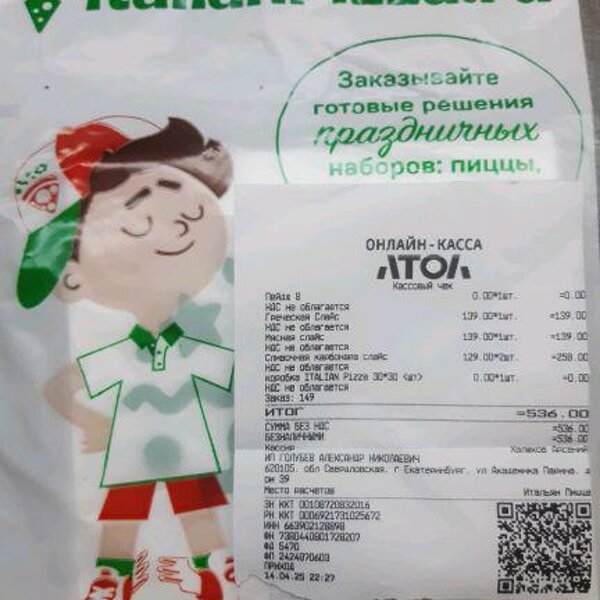 Заказывайте
готовые решения
праздничных
наборов: пиццы,
ОНЛАЙН-КАССА
АТОЛ
Кассовый чек
0.00*1шт. =0.00
НДС не облагается
Греческая Слайс 139.00*1шт. =139.00
НДС не облагается
Мясная слайс 139.00*1шт. =139.00
НДС не облагается
Сливочная карбонара слайс 129.00*2шт. =258.00
НДС не облагается
коробка ITALIAN Pizza 30*30 <шт> 0.00*1шт. =0.00
НДС не облагается
Заказ: 149
ИТОГ =536.00
СУММА БЕЗ НДС =536.00
БЕЗНАЛИЧНЫМИ =536.00
Кассир Арсений
ИП ГОЛУБЕВ АЛЕКСАНДР НИКОЛАЕВИЧ
620105, обл Свердловская, г Екатеринбург, ул Академика Парина, д
ом 39
Место расчетов Итальян Пицца
ЗН ККТ 00108720832016
РН ККТ 0006921731025672
ИНН 663902128898
ФН 7380440801728207
ФД 5470
ФП 2424870603
ПРИХОД
14.04.25 22:27